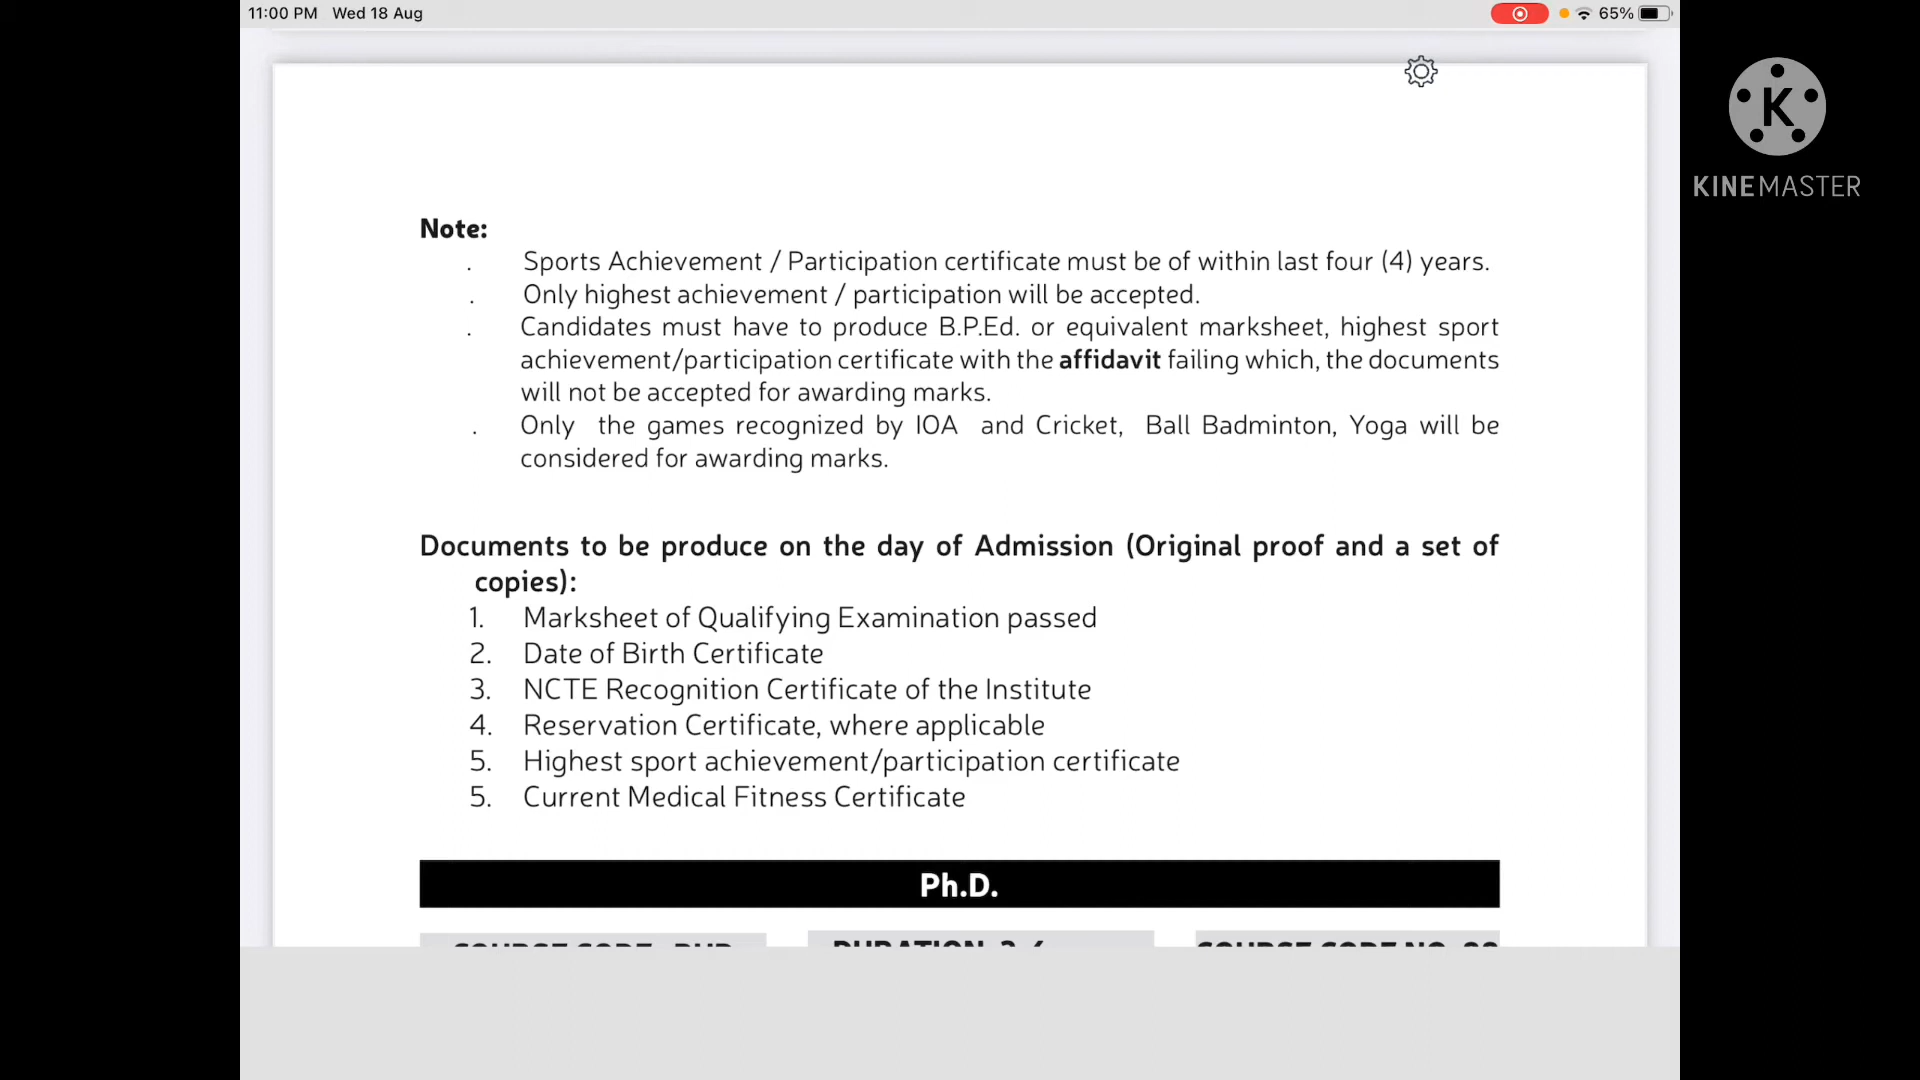 11:00 PM Wed 18 Aug
65%
K
KINEMASTER
Note:
. Sports Achievement / Participation certificate must be of within last four (4) years.
. Only highest achievement / participation will be accepted.
. Candidates must have to produce B.P.Ed. or equivalent marksheet, highest sport
achievement/participation certificate with the affidavit failing which, the documents
will not be accepted for awarding marks.
. Only the games recognized by IOA and Cricket, Ball Badminton, Yoga will be
considered for awarding marks.
Documents to be produce on the day of Admission (Original proof and a set of
copies):
1. Marksheet of Qualifying Examination passed
2. Date of Birth Certificate
3. NCTE Recognition Certificate of the Institute
4. Reservation Certificate, where applicable
5. Highest sport achievement/participation certificate
5. Current Medical Fitness Certificate
Ph.D.